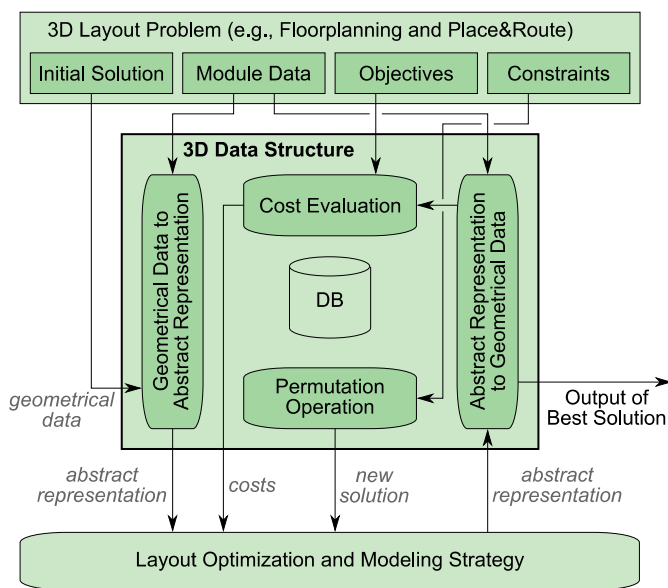 3D Layout Problem (e.g., Floorplanning and Place&Route)
Initial Solution
Module Data
Objectives
Constraints
3D Data Structure
Geometrical Data to
Abstract Representation
Cost Evaluation
Abstract Representation
to Geometrical Data
DB
Permutation
Operation
geometrical
data
Output of
Best Solution
abstract
representation
costs
new
solution
abstract
representation
Layout Optimization and Modeling Strategy